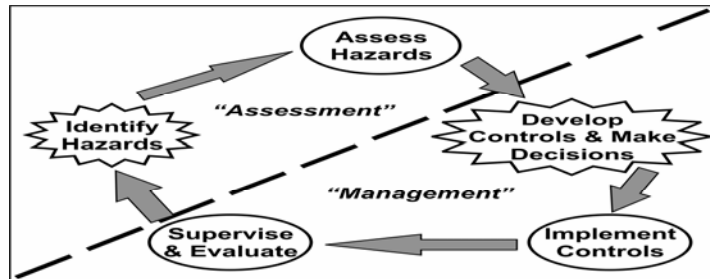 Assess
Hazards
"Assessment"
Identify
Hazards
Develop
Controls & Make
Decisions
"Management"
Supervise
& Evaluate
Implement
Controls